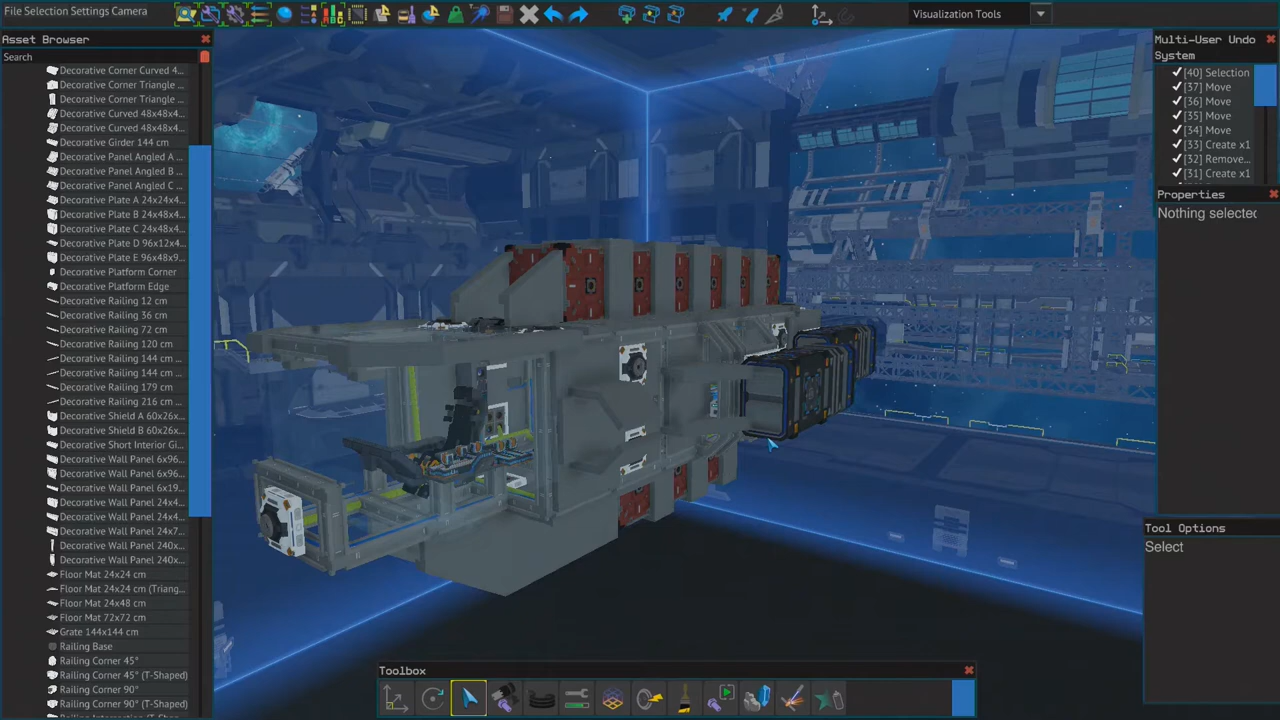 File Selection Settings Camera
Visualization Tools
Asset Browser
Search
Decorative Corner Curved 4...
Decorative Corner Triangle ...
Decorative Corner Triangle ...
Decorative Curved 48x48x4...
Decorative Curved 48x48x4...
Decorative Girder 144 cm
Decorative Panel Angled A ...
Decorative Panel Angled B ...
Decorative Panel Angled C ...
Decorative Plate A 24x24x4...
Decorative Plate B 24x48x4...
Decorative Plate C 24x48x4...
Decorative Plate D 96x12x4...
Decorative Plate E 96x48x9...
Decorative Platform Corner
Decorative Platform Edge
Decorative Railing 12 cm
Decorative Railing 36 cm
Decorative Railing 72 cm
Decorative Railing 120 cm
Decorative Railing 144 cm ...
Decorative Railing 144 cm ...
Decorative Railing 179 cm
Decorative Railing 216 cm ...
Decorative Shield A 60x26x...
Decorative Shield B 60x26x...
Decorative Short Interior Gi...
Decorative Wall Panel 6x96...
Decorative Wall Panel 6x96...
Decorative Wall Panel 6x19...
Decorative Wall Panel 24x4...
Decorative Wall Panel 24x4...
Decorative Wall Panel 24x7...
Decorative Wall Panel 240x...
Decorative Wall Panel 240x...
Floor Mat 24x24 cm
Floor Mat 24x24 cm (Triang...
Floor Mat 24x48 cm
Floor Mat 72x72 cm
Grate 144x144 cm
Railing Base
Railing Corner 45°
Railing Corner 45° (T-Shaped)
Railing Corner 90°
Railing Corner 90° (T-Shaped)
Multi-User Undo
System
[40] Selection
[37] Move
[36] Move
[35] Move
[34] Move
[33] Create x1
[32] Remove...
[31] Create x1
Properties
Nothing selected
Tool Options
Select
Toolbox